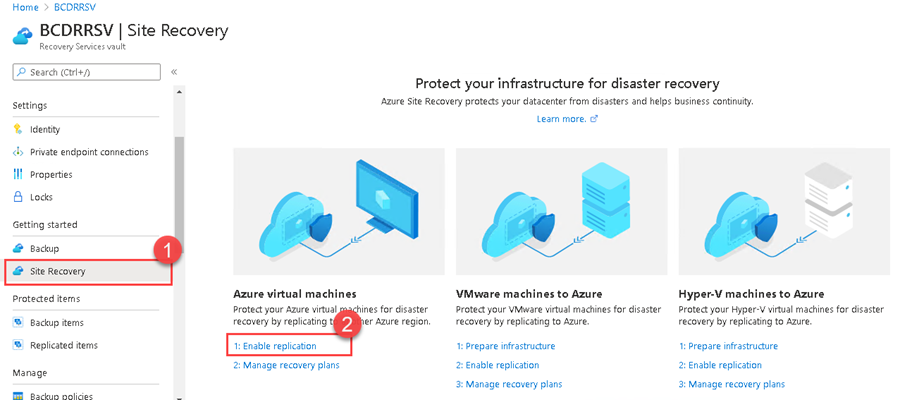 Home > BCDRRSV
BCDRRSV | Site Recovery
Recovery Services vault
Search (Ctrl+/)
«
Settings
Identity
Private endpoint connections
Properties
Locks
Getting started
Backup
1
Site Recovery
Protected items
Backup items
Replicated items
Manage
Backup policies
Protect your infrastructure for disaster recovery
Azure Site Recovery protects your datacenter from disasters and helps business continuity.
Learn more.
Azure virtual machines
Protect your Azure virtual machines for disaster
recovery by replicating to her Azure region.
2
1: Enable replication
2: Manage recovery plans
VMware machines to Azure
Protect your VMware virtual machines for disaster
recovery by replicating to Azure.
1: Prepare infrastructure
2: Enable replication
3: Manage recovery plans
Hyper-V machines to Azure
Protect your Hyper-V virtual machines for disaster
recovery by replicating to Azure.
1: Prepare infrastructure
2: Enable replication
3: Manage recovery plans